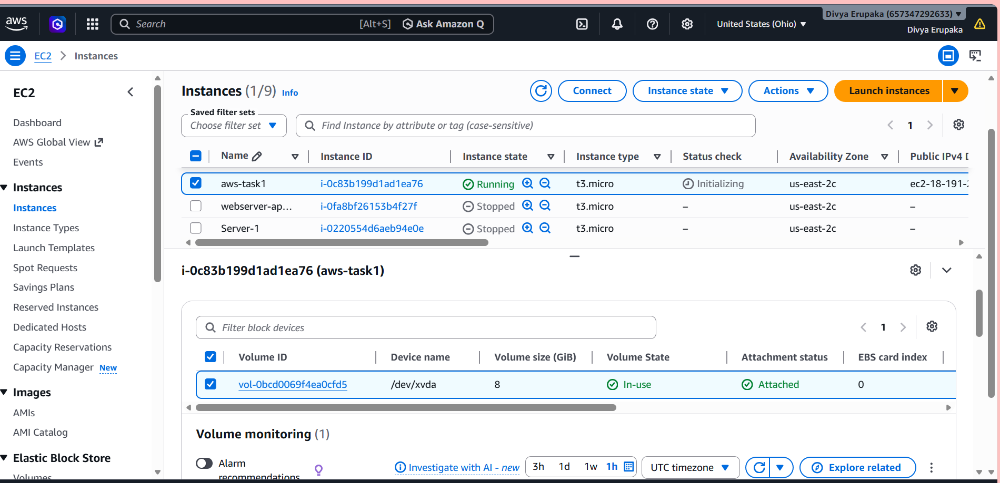 aws
Search [Alt+S] Ask Amazon Q
United States (Ohio)
Divya Erupaka (657347292633)
Divya Erupaka
EC2 Instances
EC2
Dashboard
AWS Global View
Events
Instances
Instances
Instance Types
Launch Templates
Spot Requests
Savings Plans
Reserved Instances
Dedicated Hosts
Capacity Reservations
Capacity Manager New
Images
AMIs
AMI Catalog
Elastic Block Store
Volumes
Instances (1/9) Info
Connect Instance state Actions Launch instances
Saved filter sets
Choose filter set
Find Instance by attribute or tag (case-sensitive)
1
Name Instance ID Instance state Instance type Status check Availability Zone Public IPv4 D
aws-task1 i-0c83b199d1ad1ea76 Running t3.micro Initializing us-east-2c ec2-18-191-2
webserver-ap... i-0fa8bf26153b4f27f Stopped t3.micro – us-east-2c –
Server-1 i-0220554d6aeb94e0e Stopped t3.micro – us-east-2c –
i-0c83b199d1ad1ea76 (aws-task1)
Filter block devices
1
Volume ID Device name Volume size (GiB) Volume State Attachment status EBS card index
vol-0bcd0069f4ea0cfd5 /dev/xvda 8 In-use Attached 0
Volume monitoring (1)
Alarm
recommendations
Investigate with AI - new 3h 1d 1w 1h UTC timezone Explore related